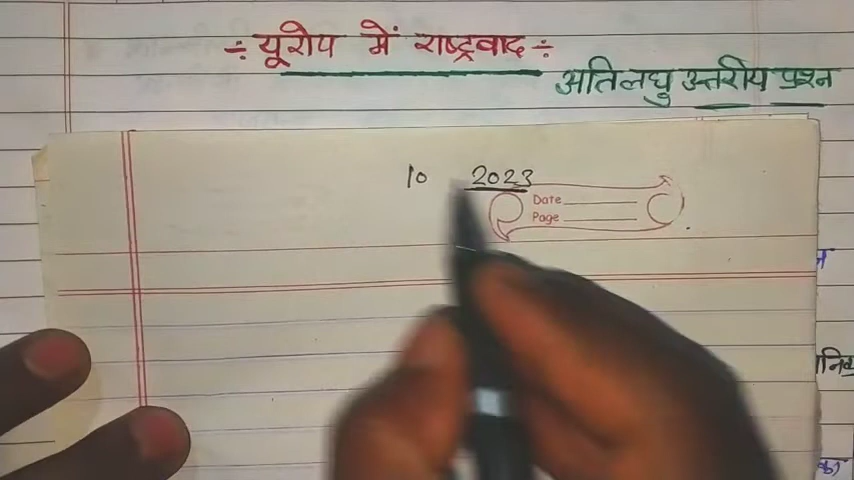 ÷ यूरोप में राष्ट्रवाद ÷
अतिलघु उत्तरीय प्रश्न
10 2023
Date
Page